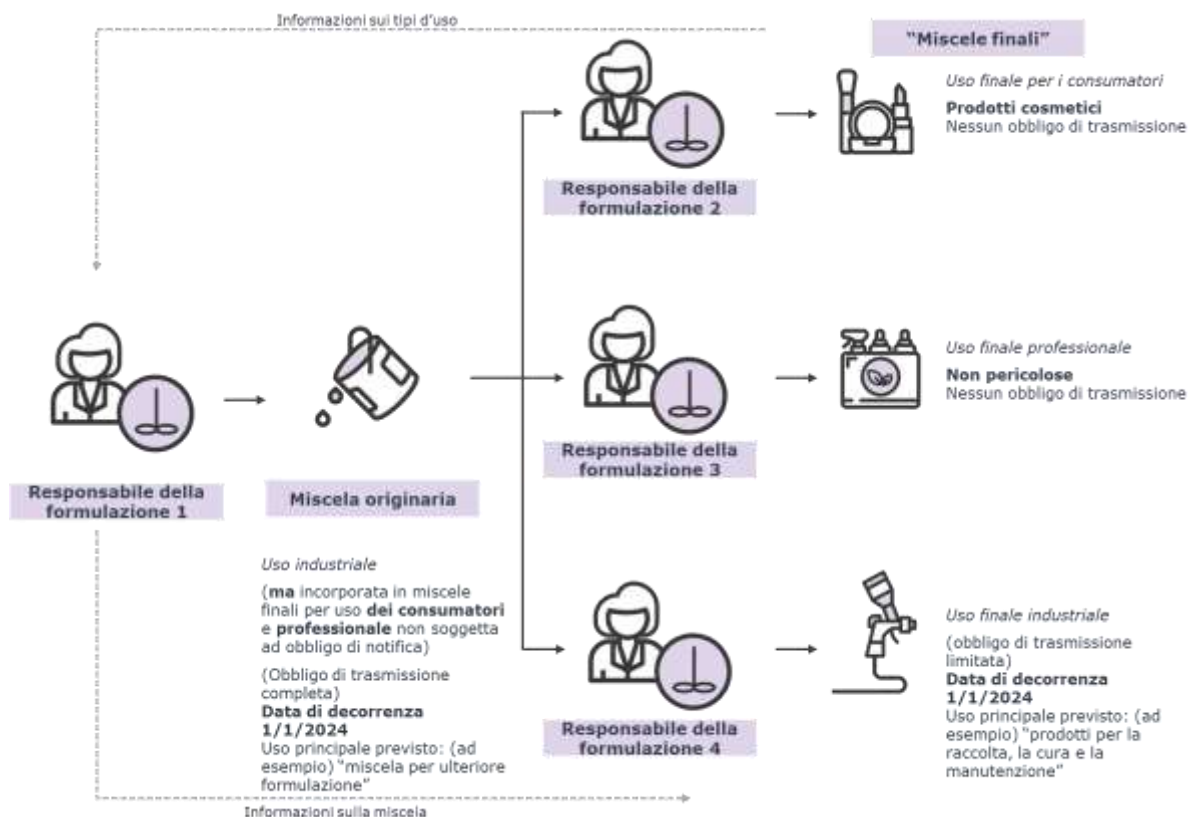 Informazioni sui tipi d'uso
"Miscele finali"
Uso finale per i consumatori
Prodotti cosmetici
Nessun obbligo di trasmissione
Responsabile della
formulazione 2
Uso finale professionale
Non pericolose
Nessun obbligo di trasmissione
Responsabile della
formulazione 3
Responsabile della
formulazione 1
Miscela originaria
Uso industriale
(ma incorporata in miscele
finali per uso dei consumatori
e professionale non soggetta
ad obbligo di notifica)
(Obbligo di trasmissione
completa)
Data di decorrenza
1/1/2024
Uso principale previsto: (ad
esempio) "miscela per ulteriore
formulazione"
Responsabile della
formulazione 4
Uso finale industriale
(obbligo di trasmissione
limitata)
Data di decorrenza
1/1/2024
Uso principale previsto: (ad
esempio) "prodotti per la
raccolta, la cura e la
manutenzione"
Informazioni sulla miscela